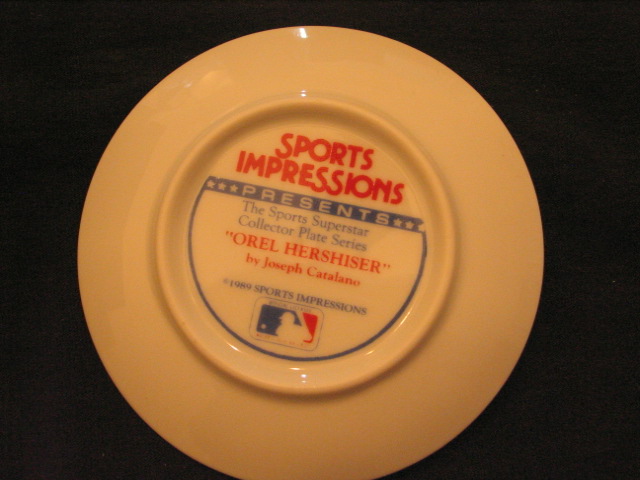 SPORTS
IMPRESSIONS
PRESENTS
The Sports Superstar
Collector Plate Series
"OREL HERSHISER"
by Joseph Catalano
©1989 SPORTS IMPRESSIONS